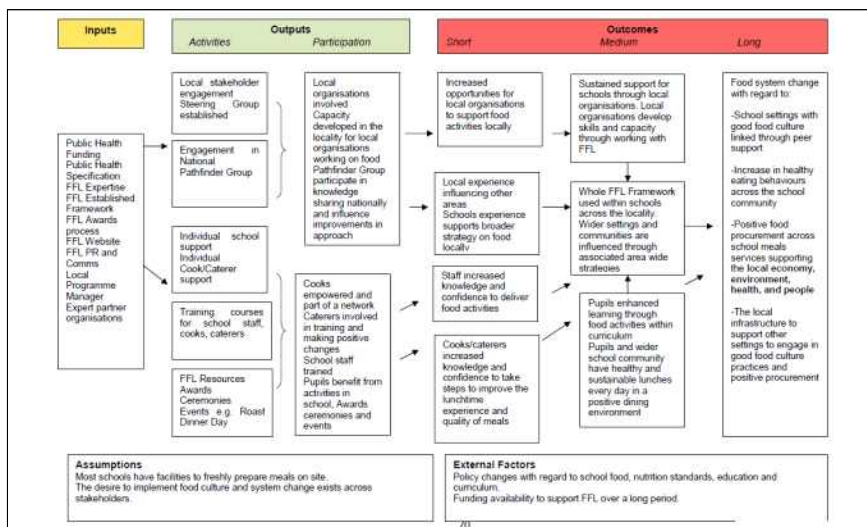 Inputs
Outputs
Activities
Participation
Outcomes
Short
Medium
Long
Public Health
Funding
Public Health
Specification
FFL Expertise
FFL Established
Framework
FFL Awards
process
FFL Website
FFL PR and
Comms
Local
Programme
Manager
Expert partner
organisations
Local stakeholder
engagement
Steering Group
established
Engagement in
National
Pathfinder Group
Individual school
support
Individual
Cook/Caterer
support
Training courses
for school staff,
cooks, caterers
FFL Resources
Awards
Ceremonies
Events e.g. Roast
Dinner Day
Local
organisations
involved
Capacity
developed in the
locality for local
organisations
working on food
Pathfinder Group
participate in
knowledge
sharing nationally
and influence
improvements in
approach
Cooks
empowered and
part of a network
Caterers involved
in training and
making positive
changes
School staff
trained
Pupils benefit from
activities in
school, Awards
ceremonies and
events
Increased
opportunities for
local organisations
to support food
activities locally
Local experience
influencing other
areas
Schools experience
supports broader
strategy on food
locally
Staff increased
knowledge and
confidence to deliver
food activities
Cooks/caterers
increased
knowledge and
confidence to take
steps to improve the
lunchtime
experience and
quality of meals
Sustained support for
schools through local
organisations. Local
organisations develop
skills and capacity
through working with
FFL
Whole FFL Framework
used within schools
across the locality.
Wider settings and
communities are
influenced through
associated area wide
strategies
Pupils enhanced
learning through
food activities within
curriculum
Pupils and wider
school community
have healthy and
sustainable lunches
every day in a
positive dining
environment
Food system change
with regard to:
-School settings with
good food culture
linked through peer
support
-Increase in healthy
eating behaviours
across the school
community
-Positive food
procurement across
school meals
services supporting
the local economy,
environment,
health, and people
-The local
infrastructure to
support other
settings to engage in
good food culture
practices and
positive procurement
Assumptions
Most schools have facilities to freshly prepare meals on site.
The desire to implement food culture and system change exists across
stakeholders.
External Factors
Policy changes with regard to school food, nutrition standards, education and
curriculum.
Funding availability to support FFL over a long period.